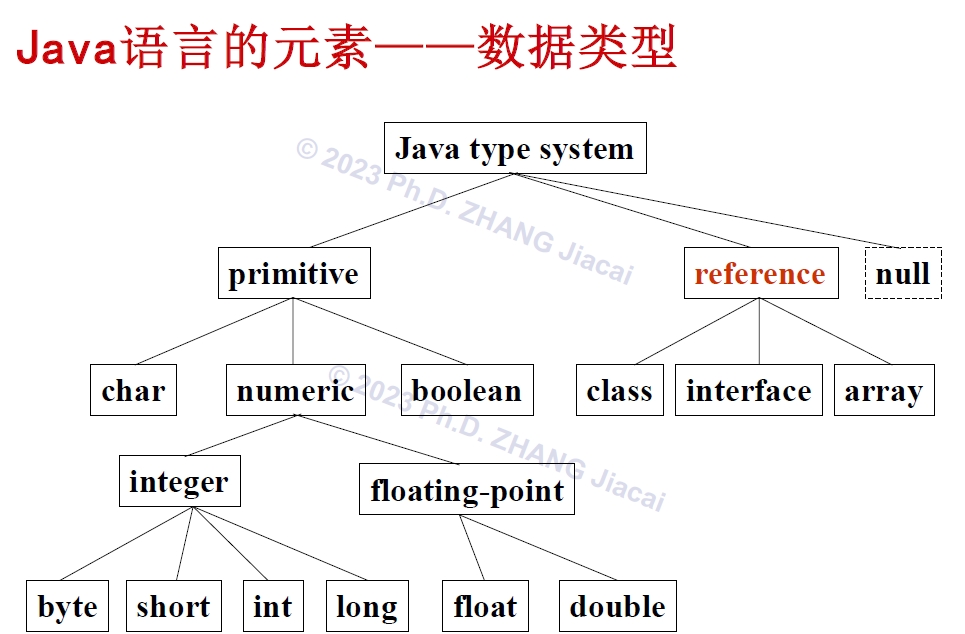 Java语言的元素——数据类型
Java type system
© 2023 Ph.D. ZHANG Jiacai
primitive
reference
null
char
numeric
boolean
class
interface
array
© 2023 Ph.D. ZHANG Jiacai
integer
floating-point
byte
short
int
long
float
double